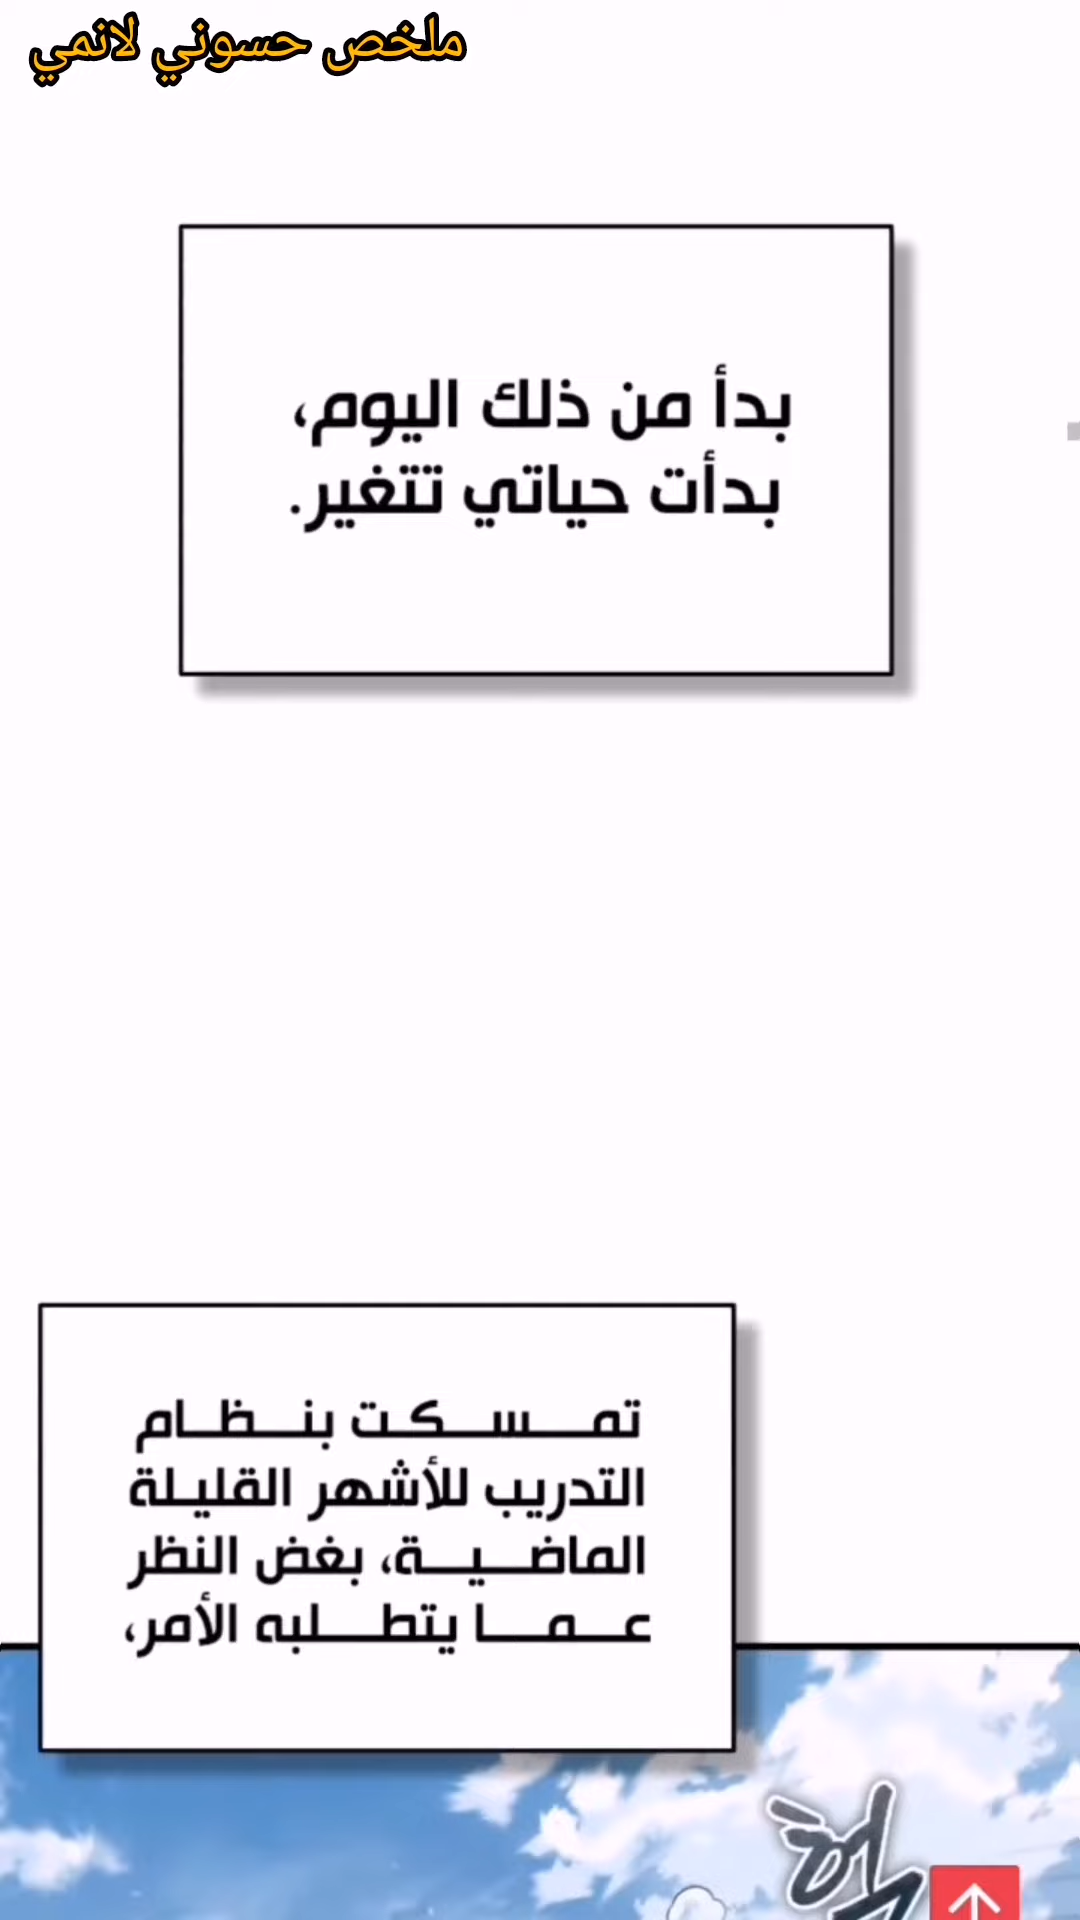 ملخص حسوني لانمي
بدأ من ذلك اليوم،
بدأت حياتي تتغير.
تمسكت بنظام
التدريب للأشهر القليلة
الماضية، بغض النظر
عما يتطلبه الأمر،